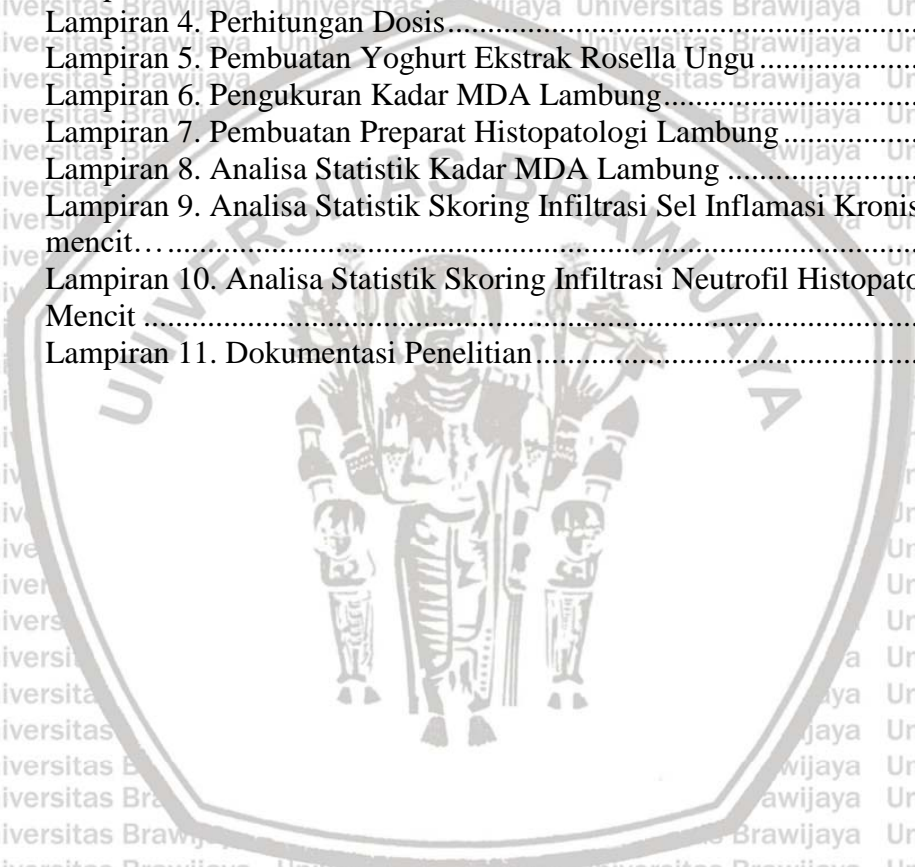 Lampiran 4. Perhitungan Dosis
Lampiran 5. Pembuatan Yoghurt Ekstrak Rosella Ungu
Lampiran 6. Pengukuran Kadar MDA Lambung
Lampiran 7. Pembuatan Preparat Histopatologi Lambung
Lampiran 8. Analisa Statistik Kadar MDA Lambung
Lampiran 9. Analisa Statistik Skoring Infiltrasi Sel Inflamasi Kronis
mencit…
Lampiran 10. Analisa Statistik Skoring Infiltrasi Neutrofil Histopato
Mencit
Lampiran 11. Dokumentasi Penelitian
UNIVERSITAS BRAWIJAYA